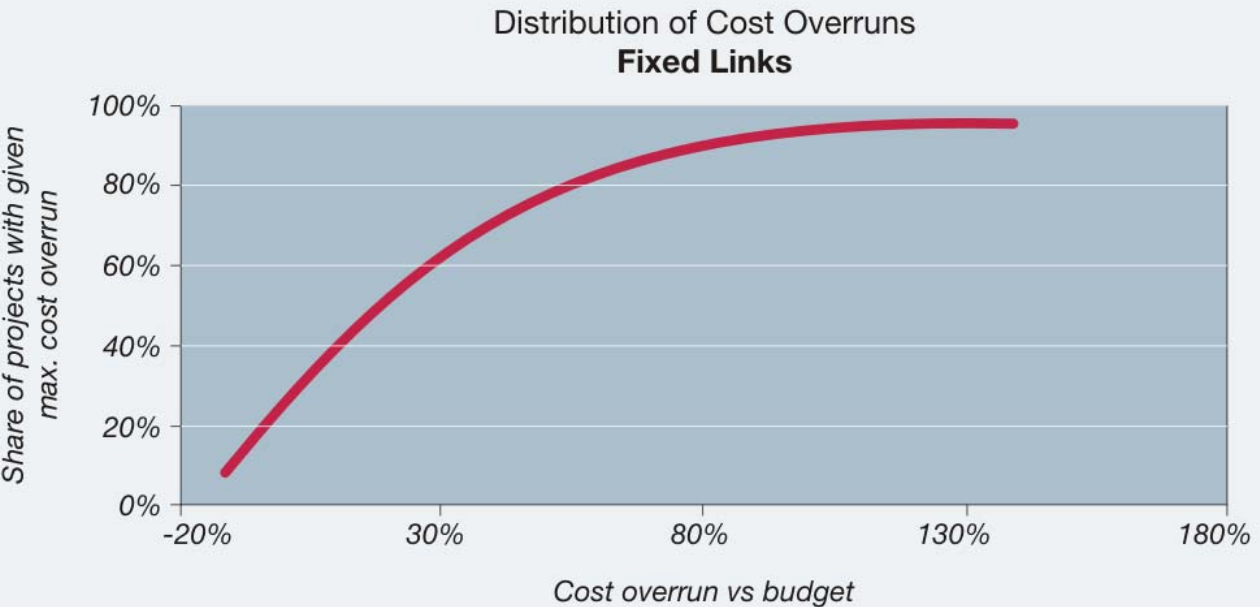 Distribution of Cost Overruns
Fixed Links
Share of projects with given
max. cost overrun
100%
80%
60%
40%
20%
0%
-20% 30% 80% 130% 180%
Cost overrun vs budget